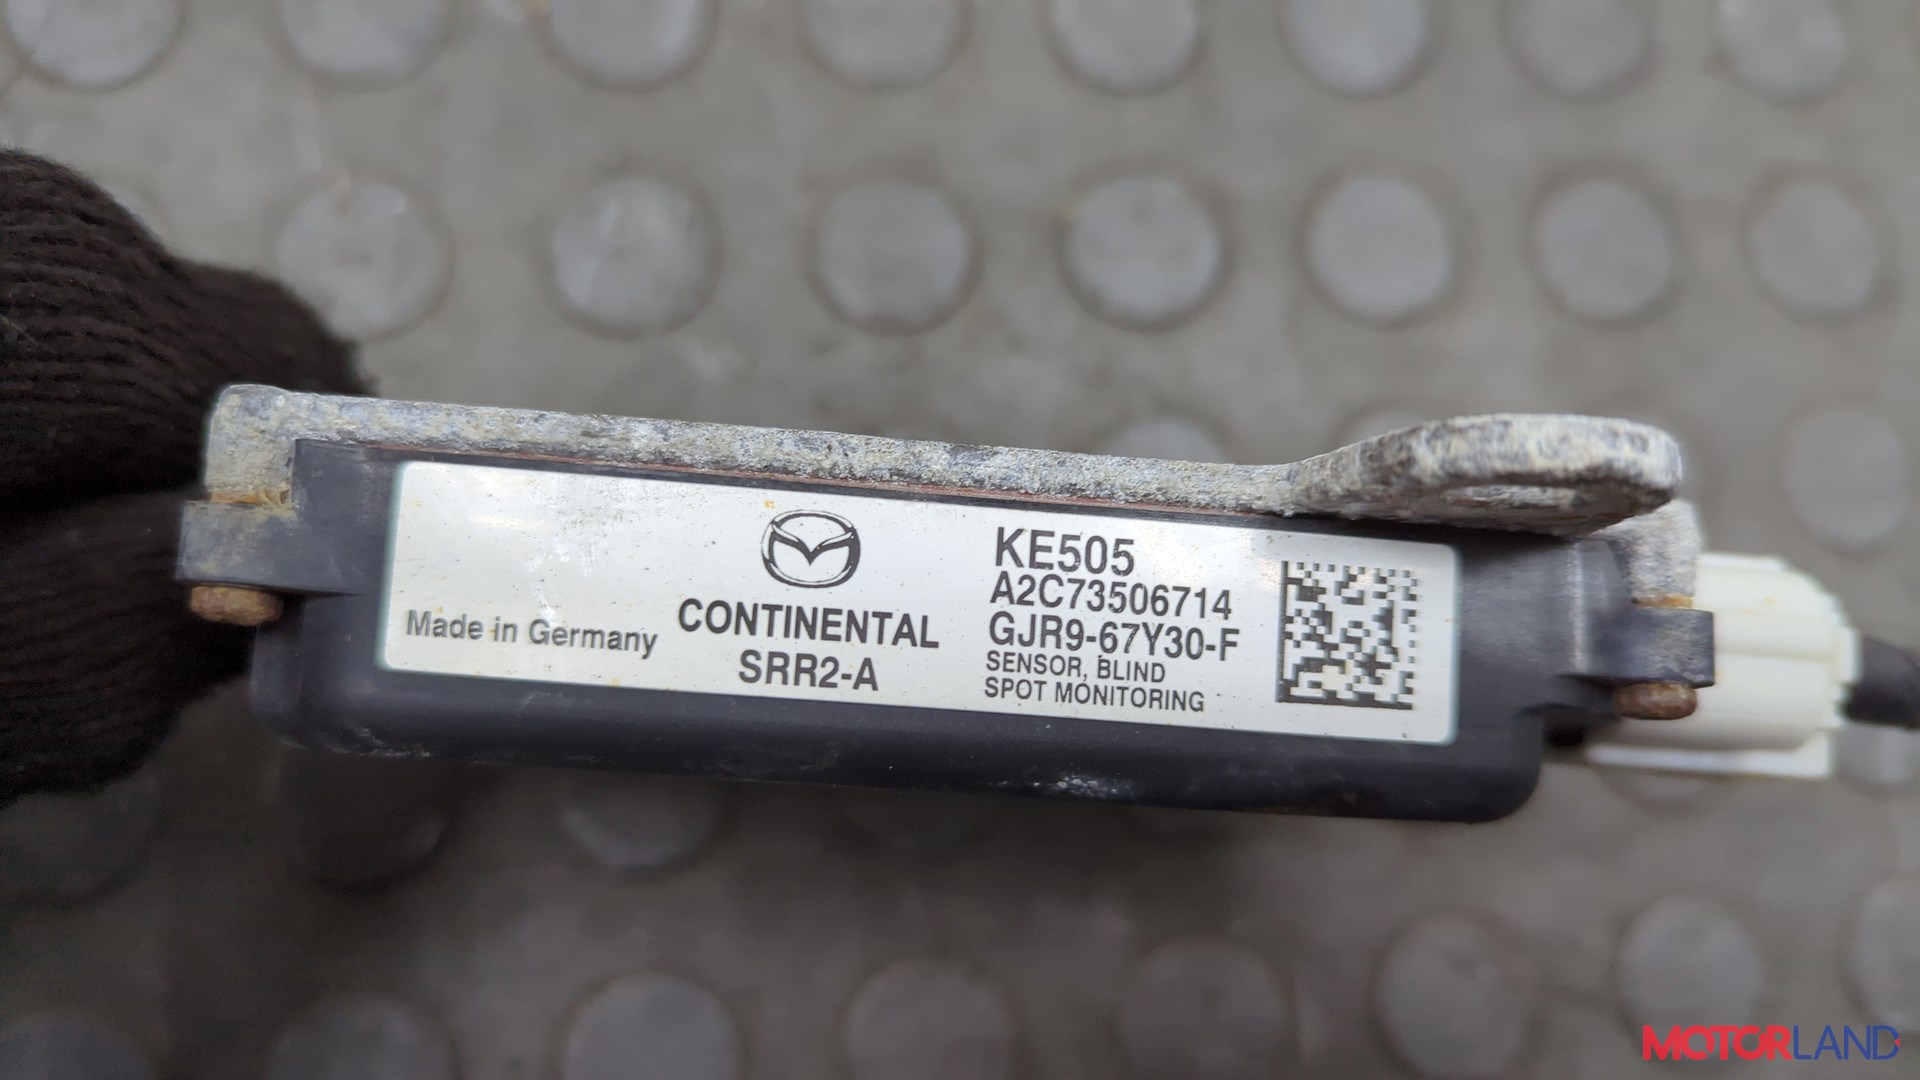 Made in Germany
CONTINENTAL
SRR2-A
KE505
A2C73506714
GJR9-67Y30-F
SENSOR, BLIND
SPOT MONITORING
MOTORLAND